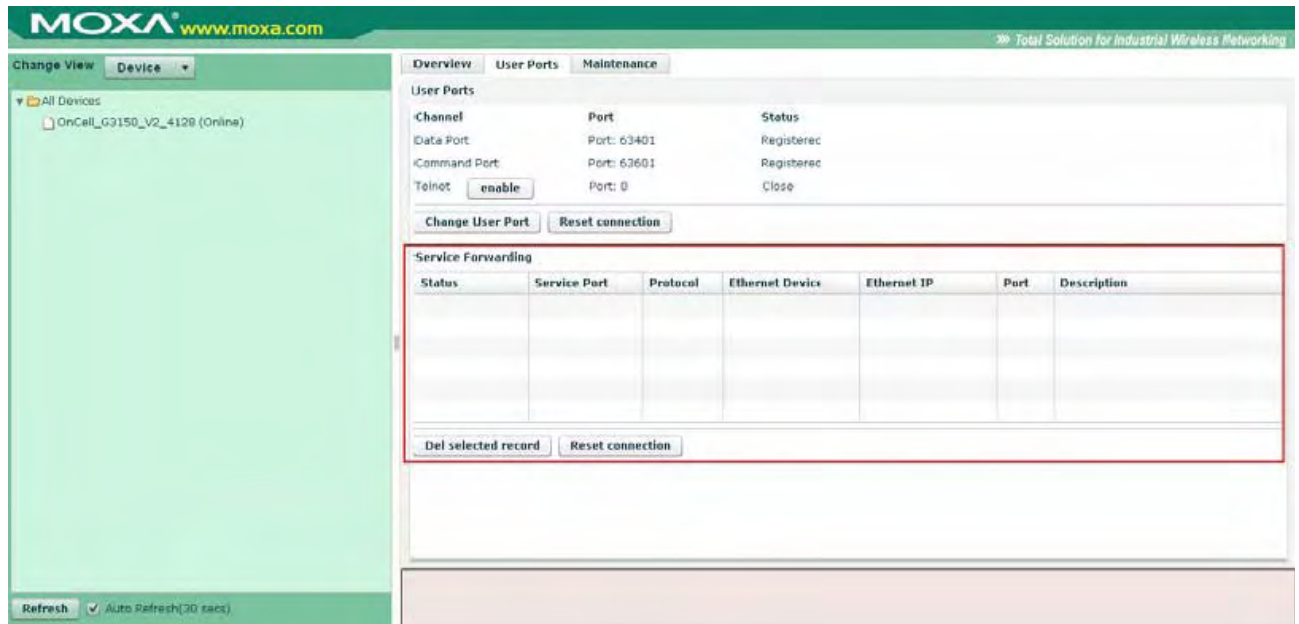 MOXA® www.moxa.com
Total Solution for Industrial Wireless Networking
Change View Device
All Devices
OnCell_G3150_V2_4128 (Online)
Refresh Auto Refresh(30 secs)
Overview User Ports Maintenance
User Ports
Channel Port Status
Data Port Port: 63401 Registerec
Command Port Port: 63601 Registerec
Telnet enable Port: 0 Close
Change User Port Reset connection
Service Forwarding
Status Service Port Protocol Ethernet Device Ethernet IP Port Description
Del selected record Reset connection